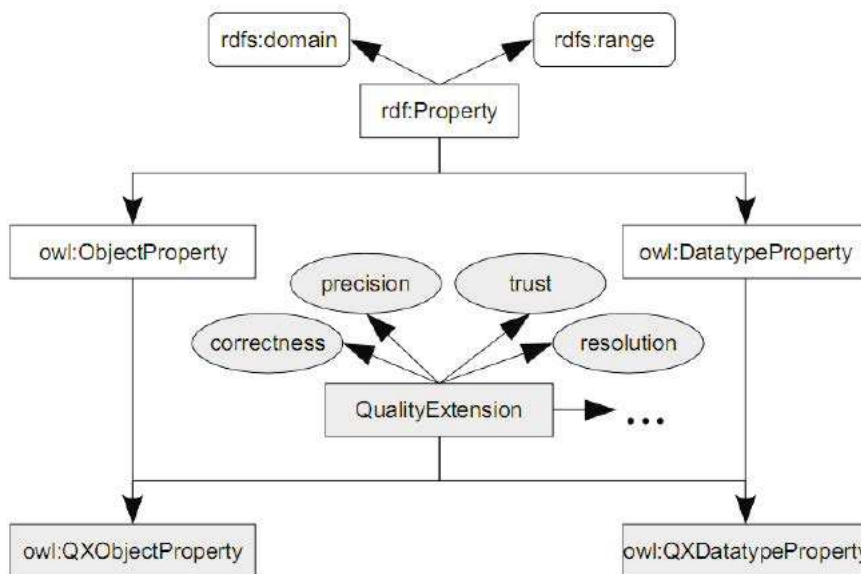 rdfs:domain
rdfs:range
rdf:Property
owl:ObjectProperty
owl:DatatypeProperty
precision
trust
correctness
resolution
QualityExtension
...
owl:QXObjectProperty
owl:QXDatatypeProperty